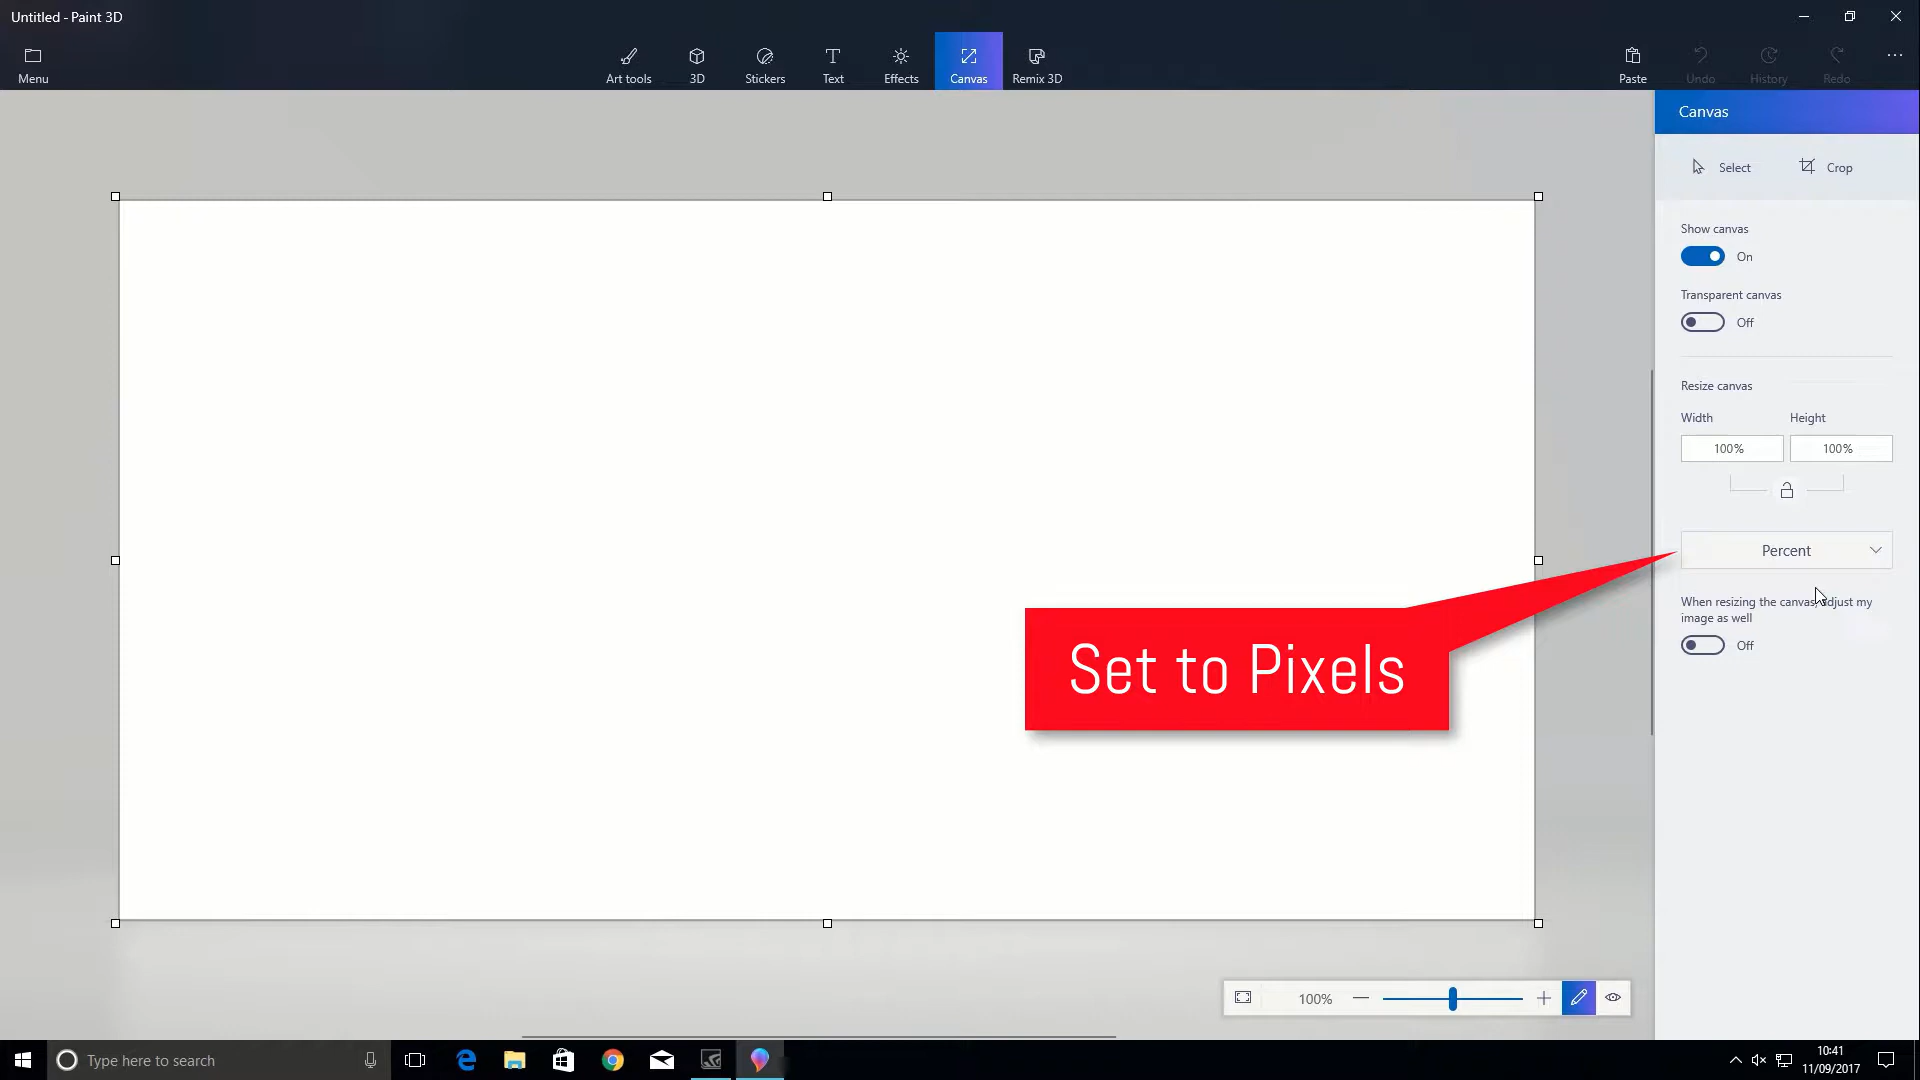 Untitled - Paint 3D
Menu
Art tools
3D
Stickers
Text
Effects
Canvas
Remix 3D
Paste
Undo
History
Redo
Canvas
Select
Crop
Show canvas
On
Transparent canvas
Off
Resize canvas
Width
Height
100%
100%
Percent
When resizing the canvas, adjust my
image as well
Off
Set to Pixels
100%
Type here to search
10:41
11/09/2017